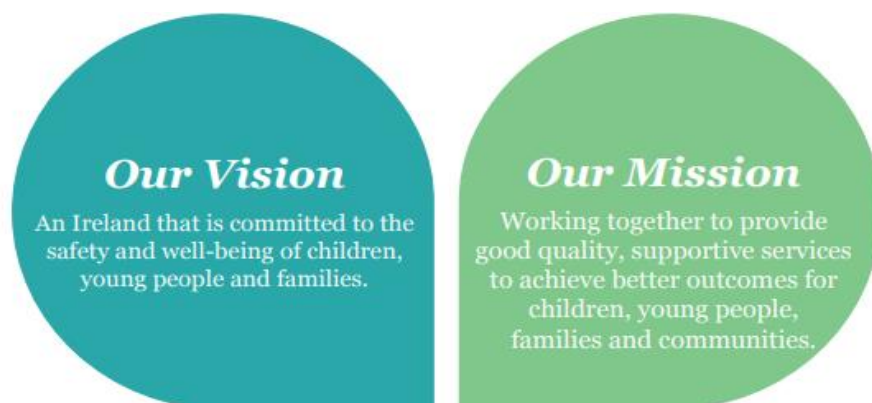 Our Vision
An Ireland that is committed to the
safety and well-being of children,
young people and families.
Our Mission
Working together to provide
good quality, supportive services
to achieve better outcomes for
children, young people,
families and communities.